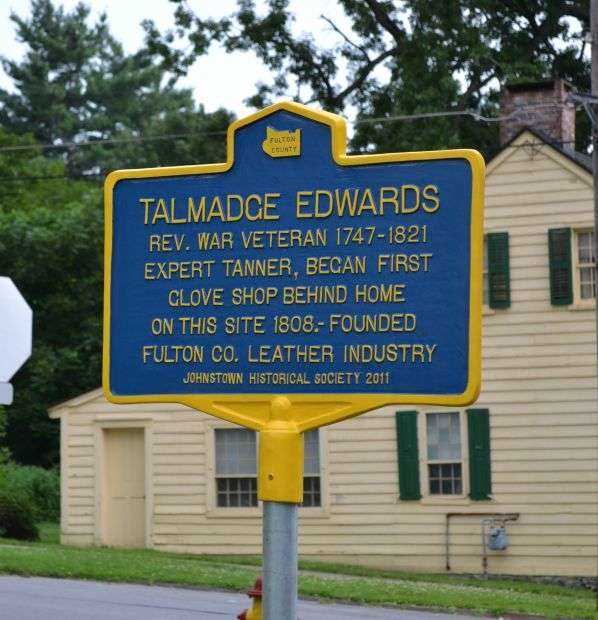 FULTON
COUNTY
TALMADGE EDWARDS
REV. WAR VETERAN 1747-1821
EXPERT TANNER, BEGAN FIRST
GLOVE SHOP BEHIND HOME
ON THIS SITE 1808.- FOUNDED
FULTON CO. LEATHER INDUSTRY
JOHNSTOWN HISTORICAL SOCIETY 2011